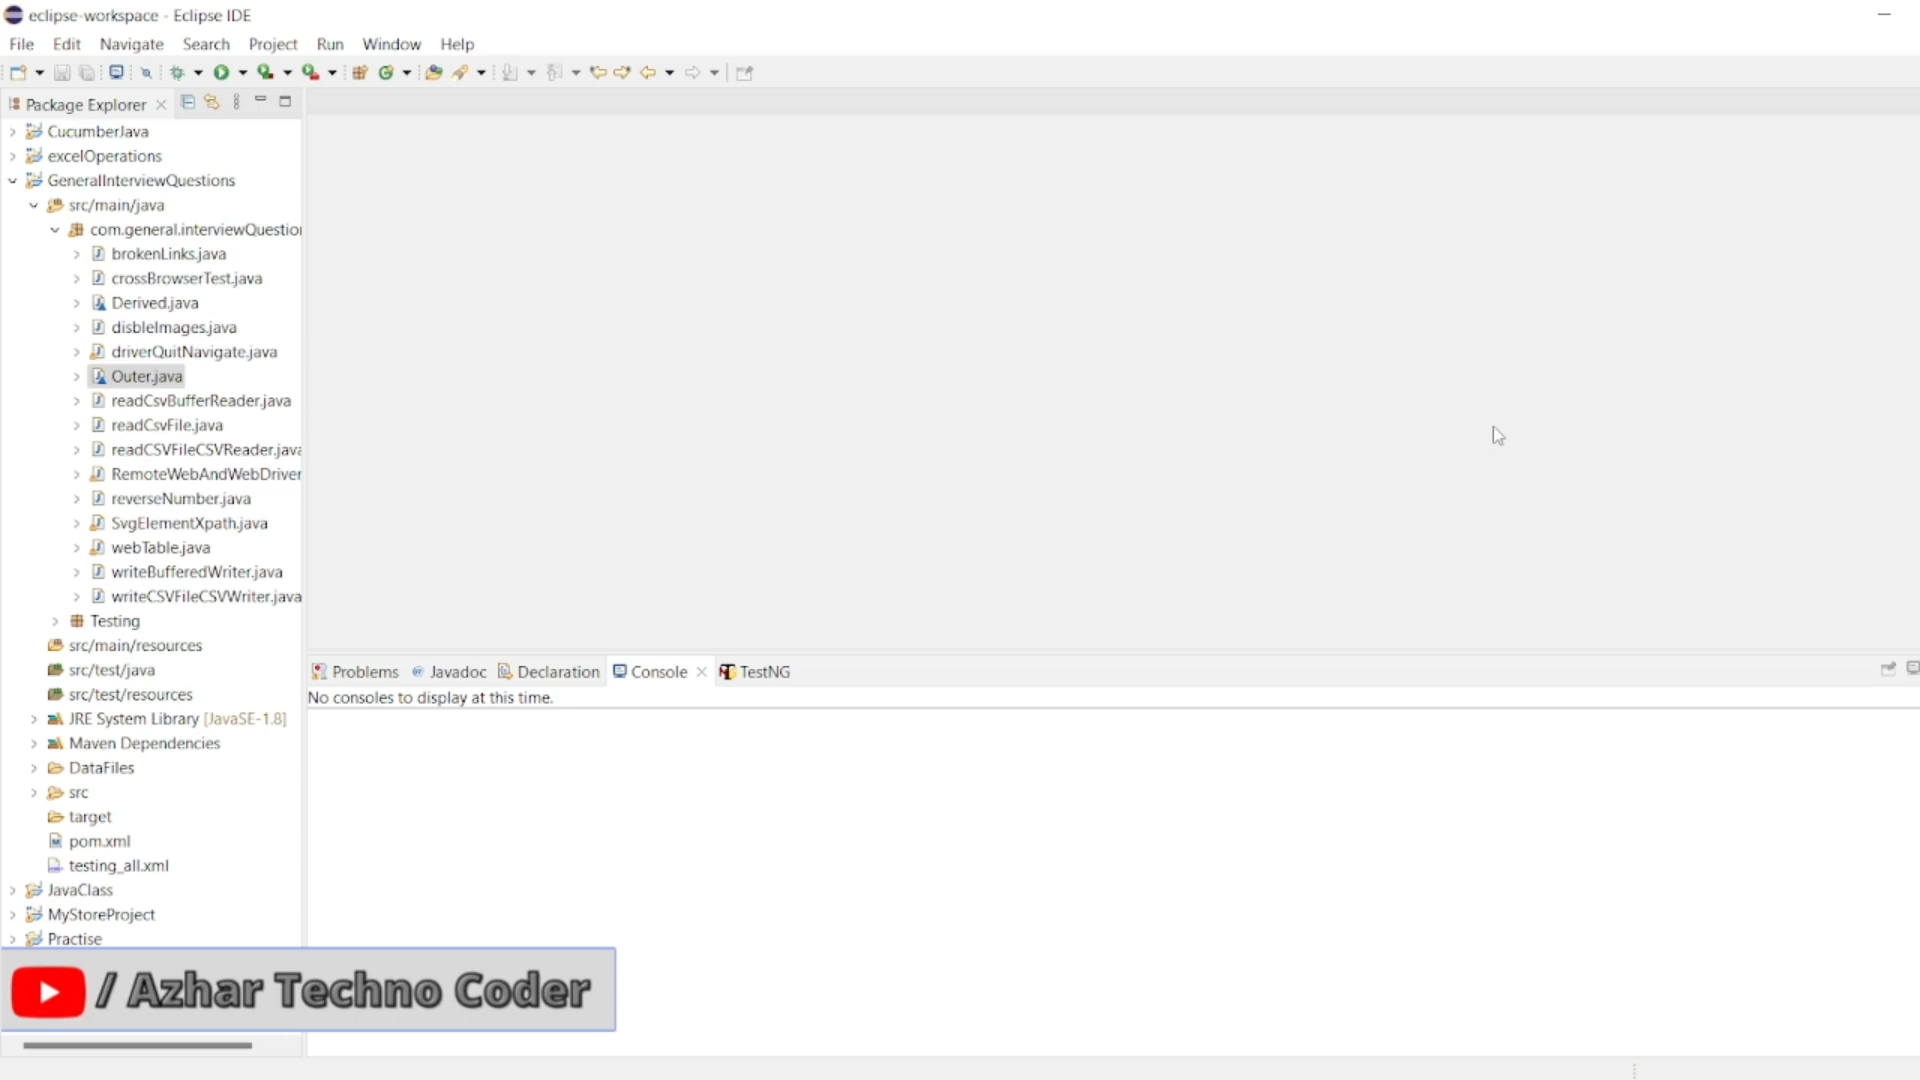 eclipse-workspace - Eclipse IDE
File Edit Navigate Search Project Run Window Help
Package Explorer
CucumberJava
excelOperations
GeneralInterviewQuestions
src/main/java
com.general.interviewQuestio
brokenLinks.java
crossBrowserTest.java
Derived.java
disbleImages.java
driverQuitNavigate.java
Outer.java
readCsvBufferReader.java
readCsvFile.java
readCSVFileCSVReader.java
RemoteWebAndWebDriver
reverseNumber.java
SvgElementXpath.java
webTable.java
writeBufferedWriter.java
writeCSVFileCSVWriter.java
Testing
src/main/resources
src/test/java
src/test/resources
JRE System Library [JavaSE-1.8]
Maven Dependencies
DataFiles
src
target
pom.xml
testing_all.xml
JavaClass
MyStoreProject
Practise
Problems Javadoc Declaration Console TestNG
No consoles to display at this time.
/ Azhar Techno Coder